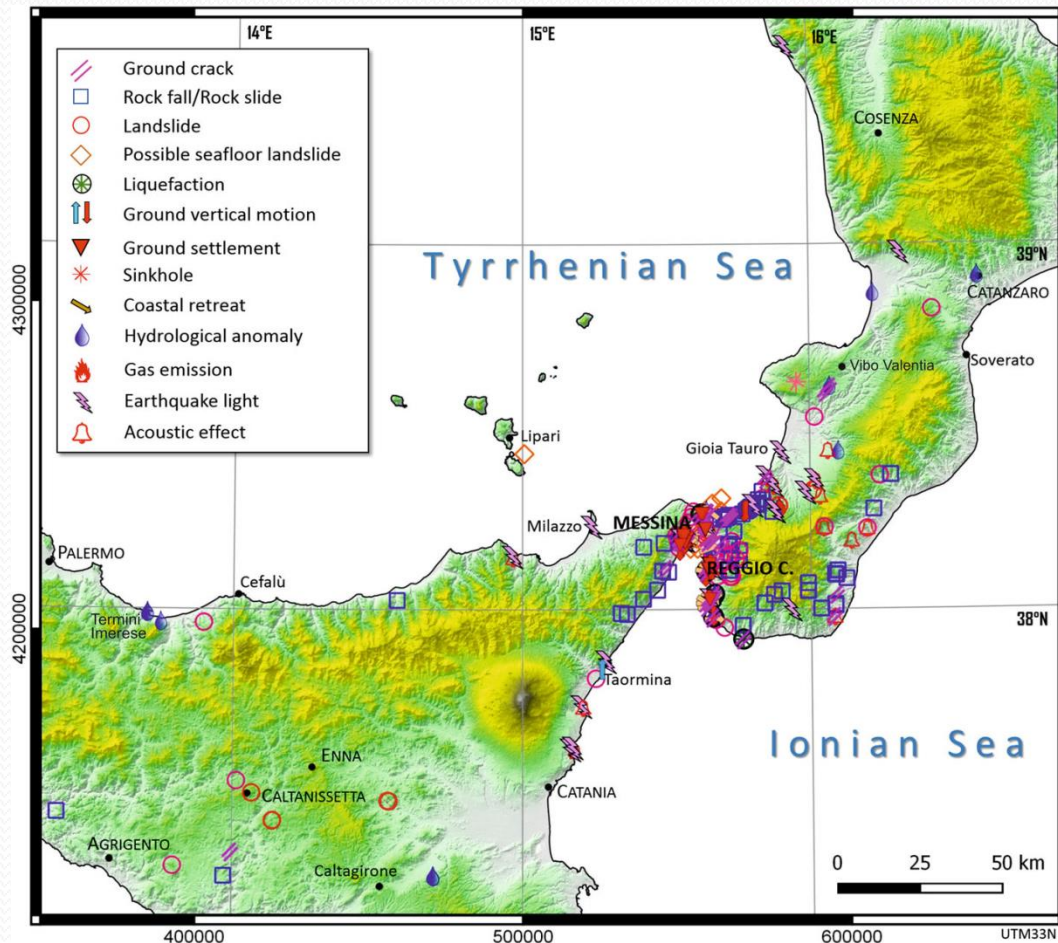 14°E
15°E
16°E
Ground crack
Rock fall/Rock slide
Landslide
Possible seafloor landslide
Liquefaction
Ground vertical motion
Ground settlement
Sinkhole
Coastal retreat
Hydrological anomaly
Gas emission
Earthquake light
Acoustic effect
COSENZA
39°N
Tyrrhenian Sea
CATANZARO
4300000
Soverato
Vibo Valentia
Lipari
Gioia Tauro
Milazzo
MESSINA
PALERMO
REGGIO C.
Cefalù
Termini
Imerese
38°N
4200000
Taormina
Ionian Sea
ENNA
CATANIA
CALTANISSETTA
AGRIGENTO
Caltagirone
0 25 50 km
400000
500000
600000
UTM33N